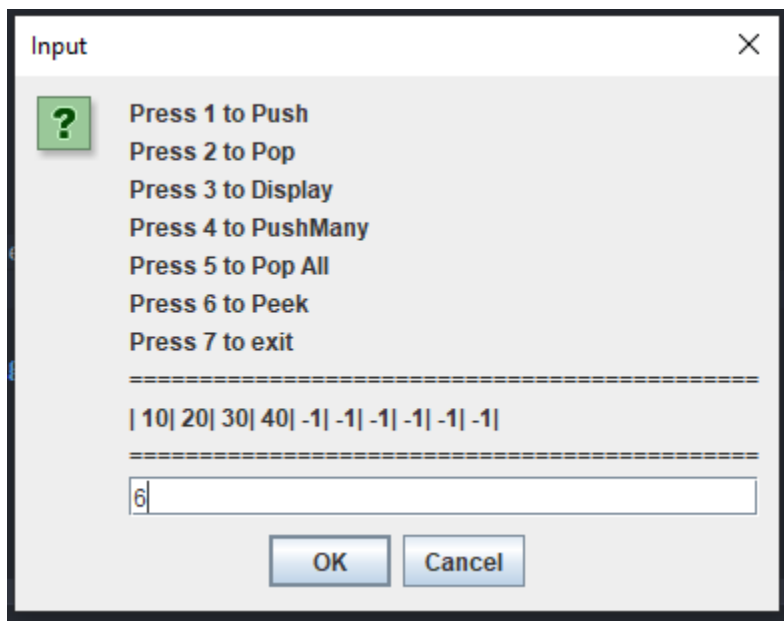 Input
?
Press 1 to Push
Press 2 to Pop
Press 3 to Display
Press 4 to PushMany
Press 5 to Pop All
Press 6 to Peek
Press 7 to exit
=============================================
| 10| 20| 30| 40| -1| -1| -1| -1| -1| -1|
=============================================
6
OK Cancel